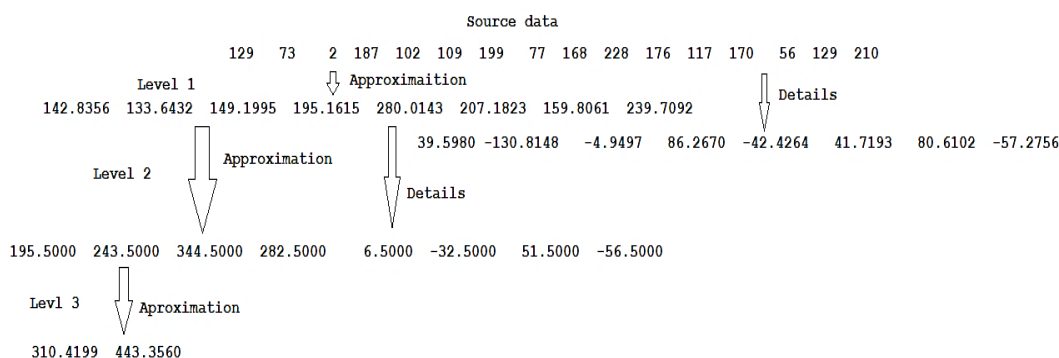 Source data
129 73 2 187 102 109 199 77 168 228 176 117 170 56 129 210
Level 1
Approximaition
Details
142.8356 133.6432 149.1995 195.1615 280.0143 207.1823 159.8061 239.7092
39.5980 -130.8148 -4.9497 86.2670 -42.4264 41.7193 80.6102 -57.2756
Approximation
Level 2
Details
195.5000 243.5000 344.5000 282.5000 6.5000 -32.5000 51.5000 -56.5000
Levl 3
Aproximation
310.4199 443.3560